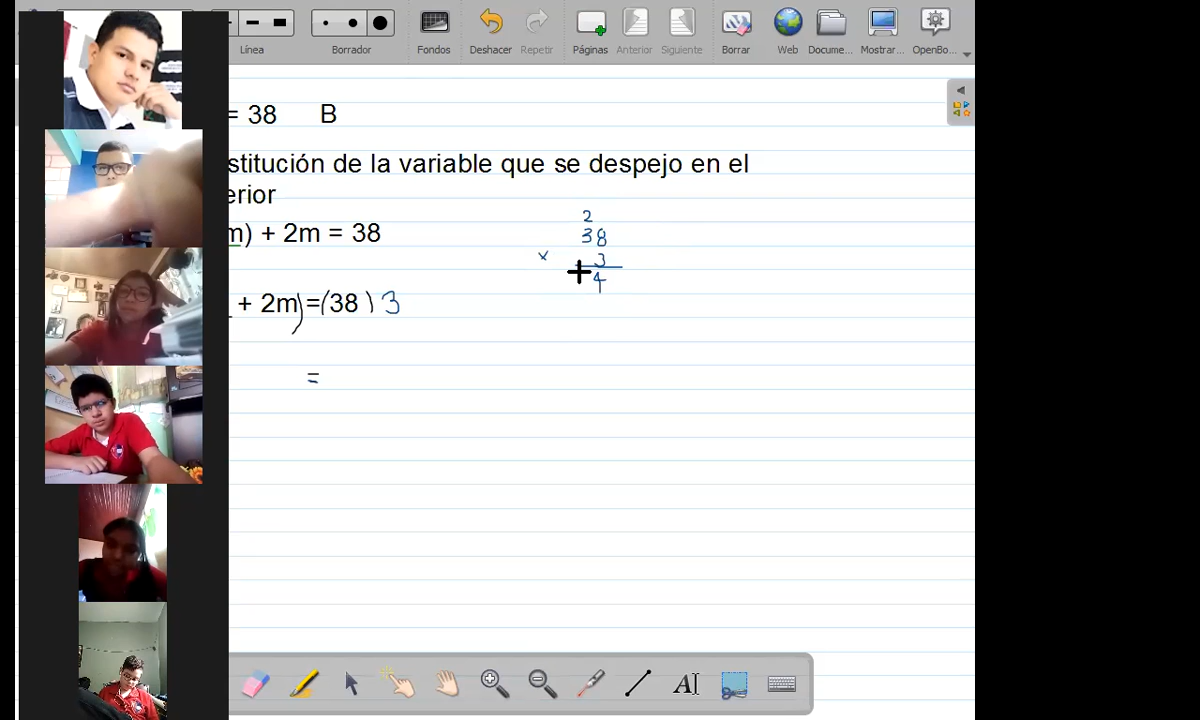 Línea Borrador Fondos Deshacer Repetir Páginas Anterior Siguiente Borrar Web Docume... Mostrar... OpenBo...
= 38 B
stitución de la variable que se despejo en el
erior
m) + 2m = 38
2
38
× 3
4
+ 2m) = (38) 3
=